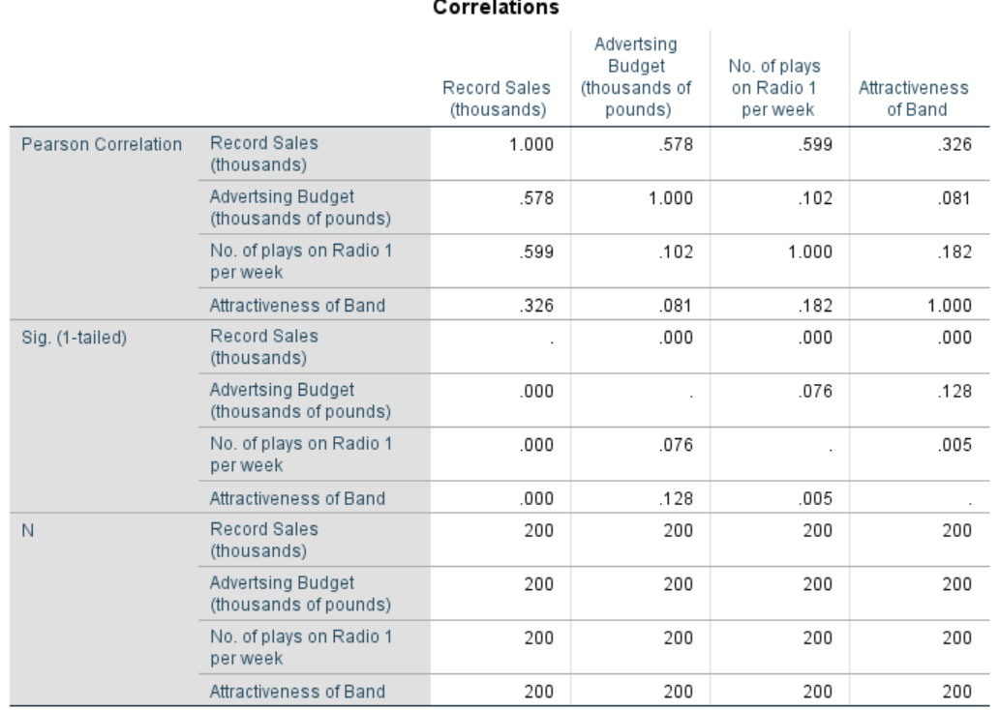 Correlations
Record Sales (thousands) Advertsing Budget (thousands of pounds) No. of plays on Radio 1 per week Attractiveness of Band
Pearson Correlation Record Sales (thousands) 1.000 .578 .599 .326
Advertsing Budget (thousands of pounds) .578 1.000 .102 .081
No. of plays on Radio 1 per week .599 .102 1.000 .182
Attractiveness of Band .326 .081 .182 1.000
Sig. (1-tailed) Record Sales (thousands) . .000 .000 .000
Advertsing Budget (thousands of pounds) .000 . .076 .128
No. of plays on Radio 1 per week .000 .076 . .005
Attractiveness of Band .000 .128 .005 .
N Record Sales (thousands) 200 200 200 200
Advertsing Budget (thousands of pounds) 200 200 200 200
No. of plays on Radio 1 per week 200 200 200 200
Attractiveness of Band 200 200 200 200